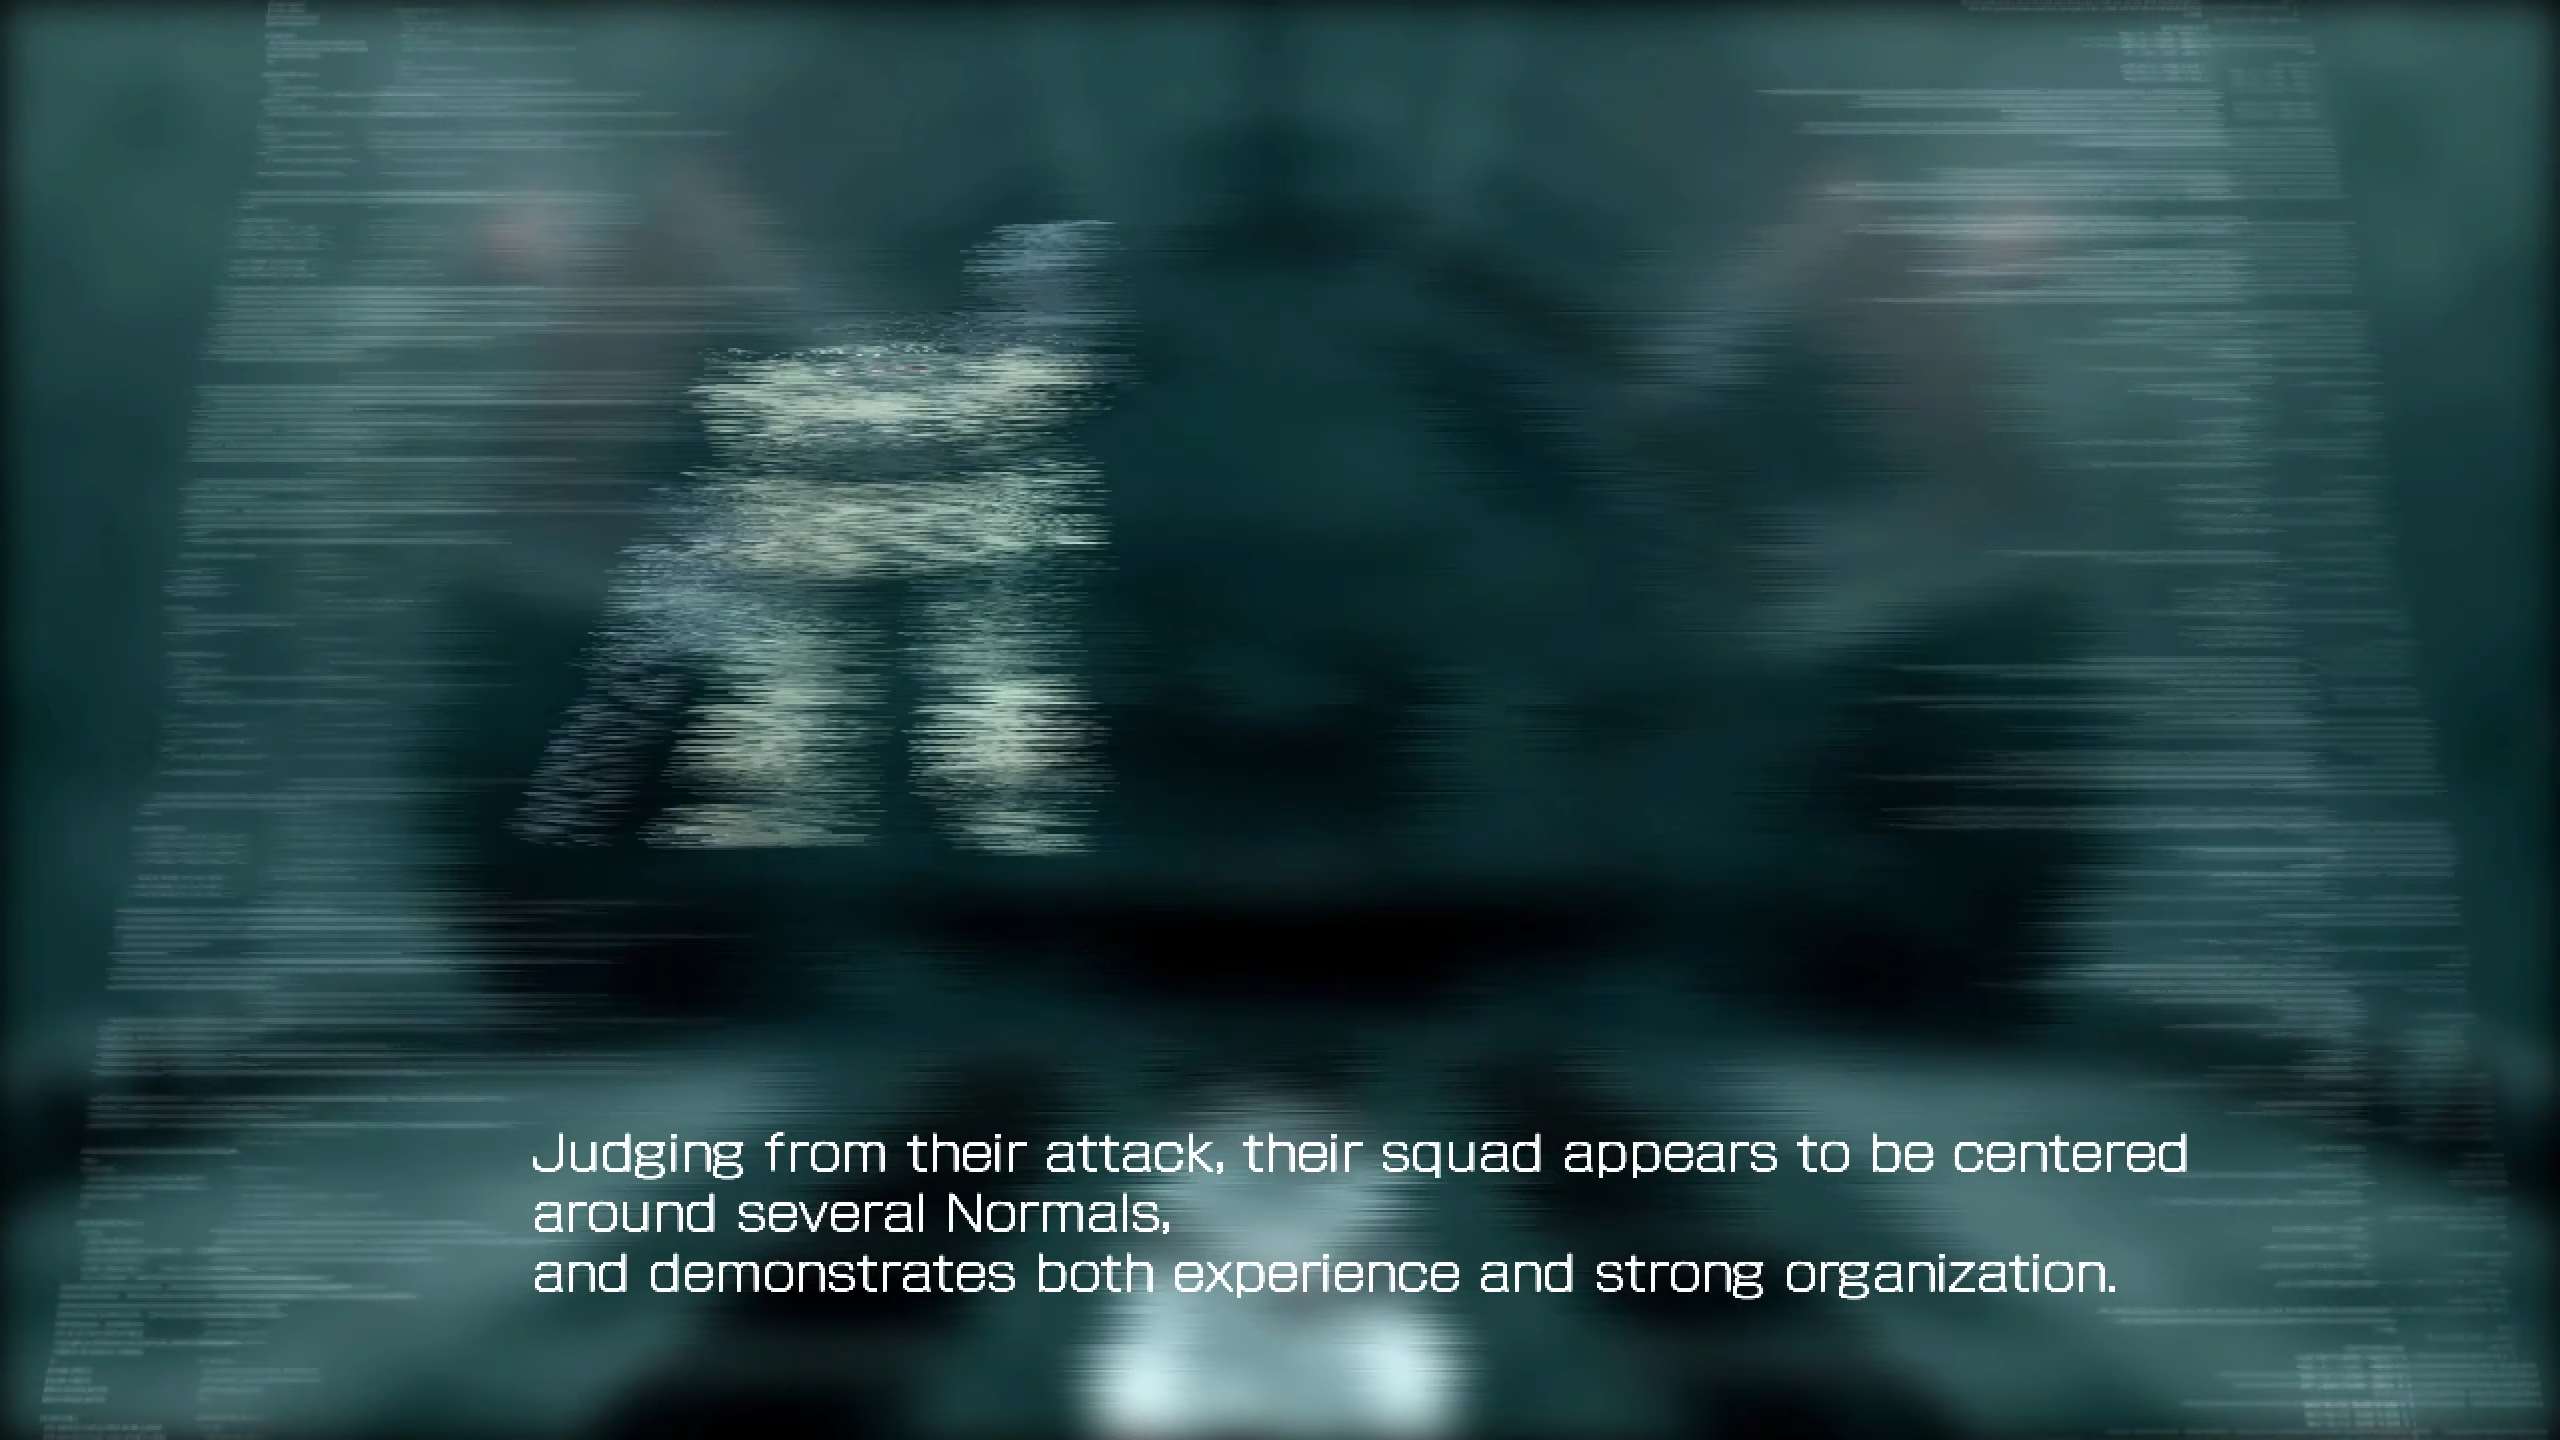 Judging from their attack, their squad appears to be centered
around several Normals,
and demonstrates both experience and strong organization.